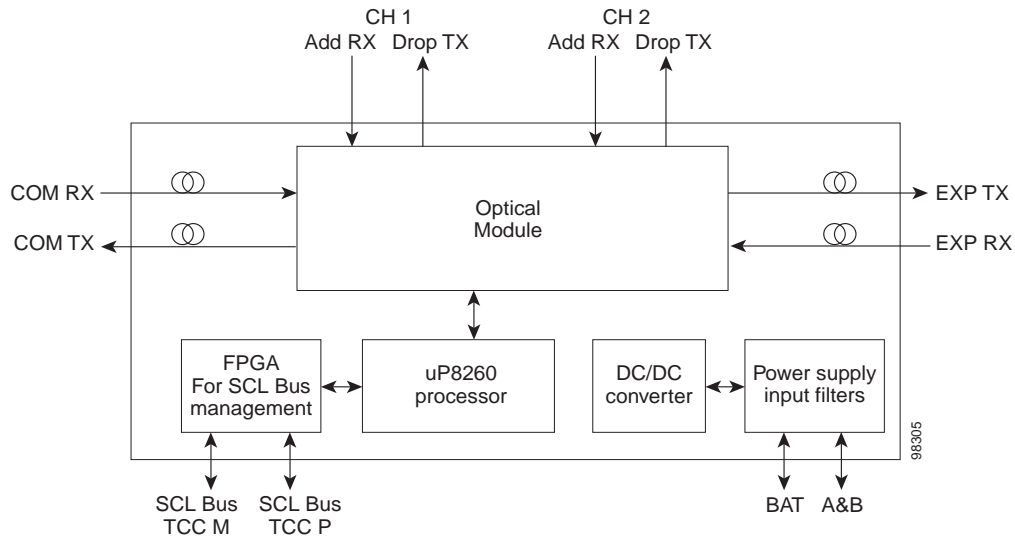 CH 1
CH 2
Add RX Drop TX
Add RX Drop TX
COM RX
COM TX
Optical
Module
EXP TX
EXP RX
FPGA
For SCL Bus
management
uP8260
processor
DC/DC
converter
Power supply
input filters
98305
SCL Bus
TCC M
SCL Bus
TCC P
BAT
A&B